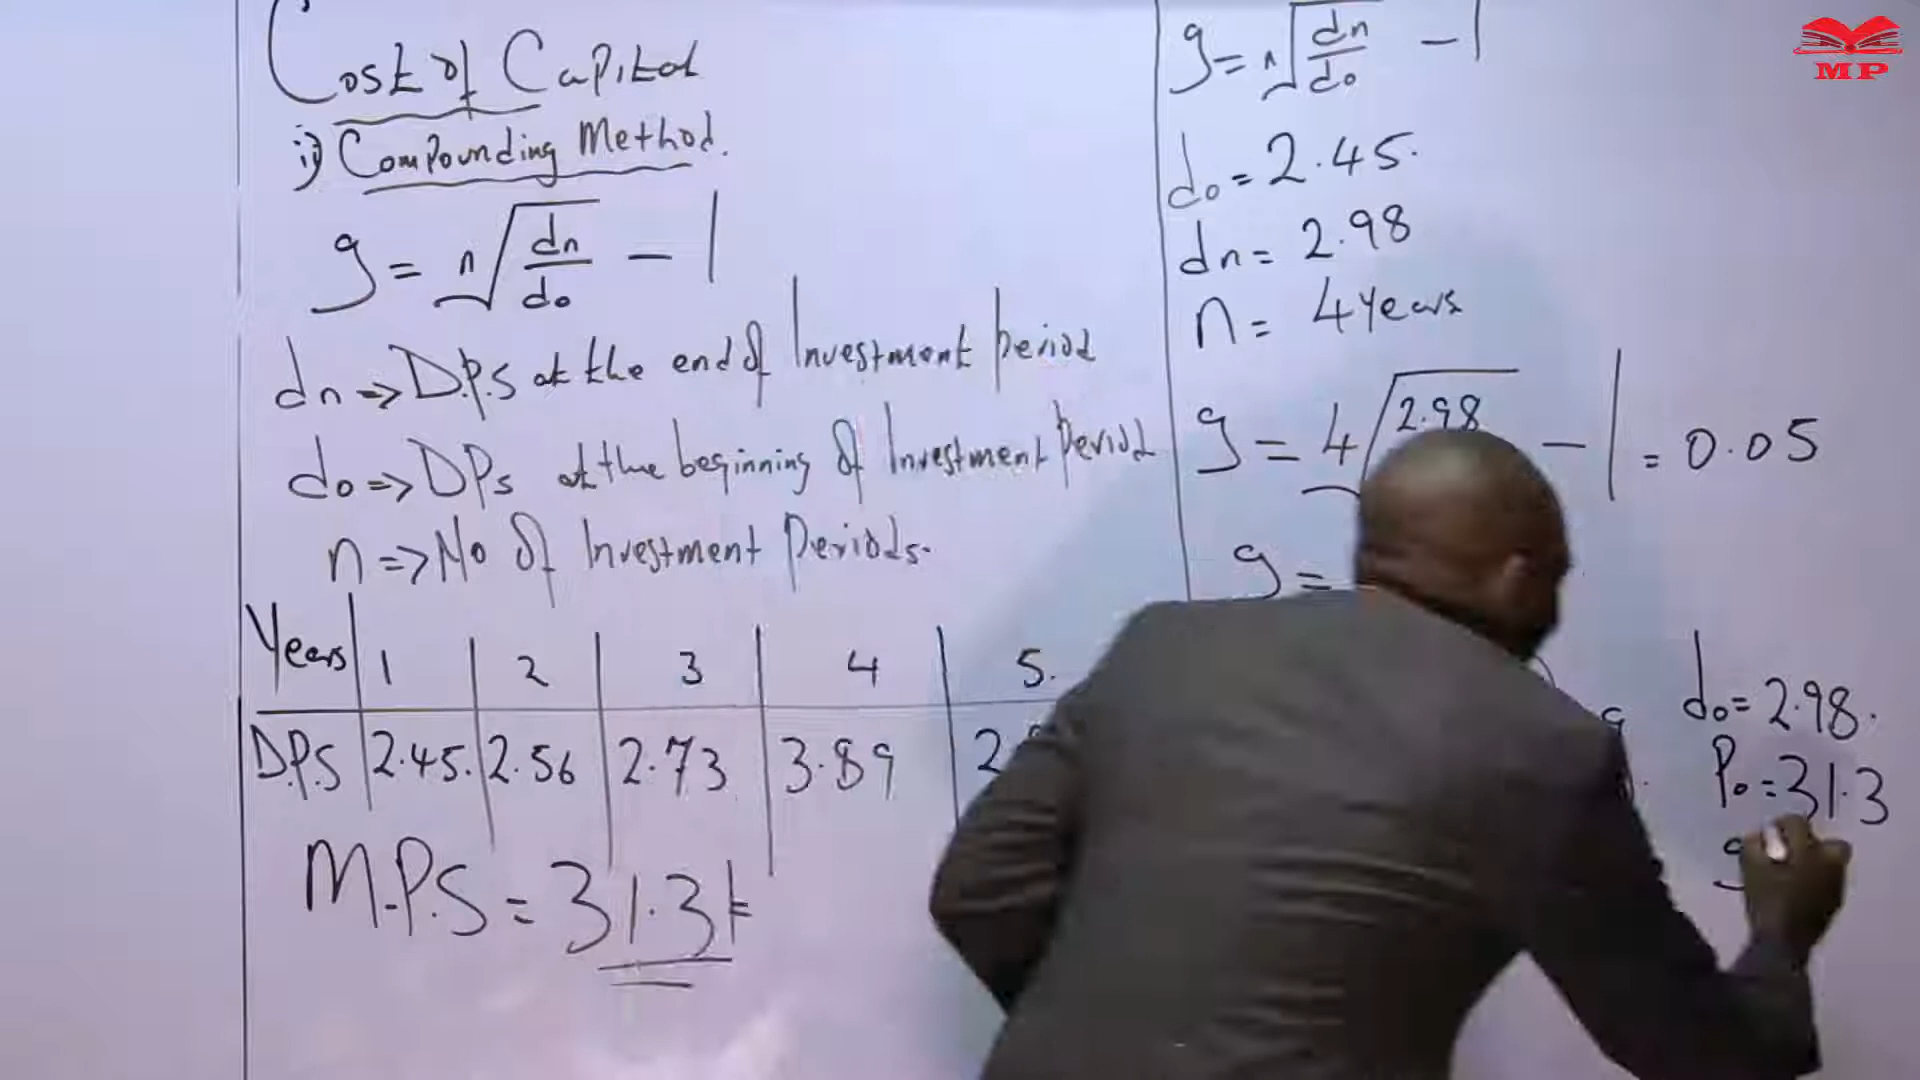 Cost of Capital
ii) Compounding Method.
g = n√dn/do - 1
dn => D.P.S at the end of Investment Period
do => DPs at the beginning of Investment Period
n => No of Investment Periods.
Years 1 2 3 4 5.
D.P.S 2.45. 2.56 2.73 3.89 2.9
M.P.S = 31.3
g = n√dn/do - 1
do = 2.45.
dn = 2.98
n = 4 Years
g = 4√2.98 - 1 = 0.05
g =
do = 2.98.
Po = 31.3
g
MP